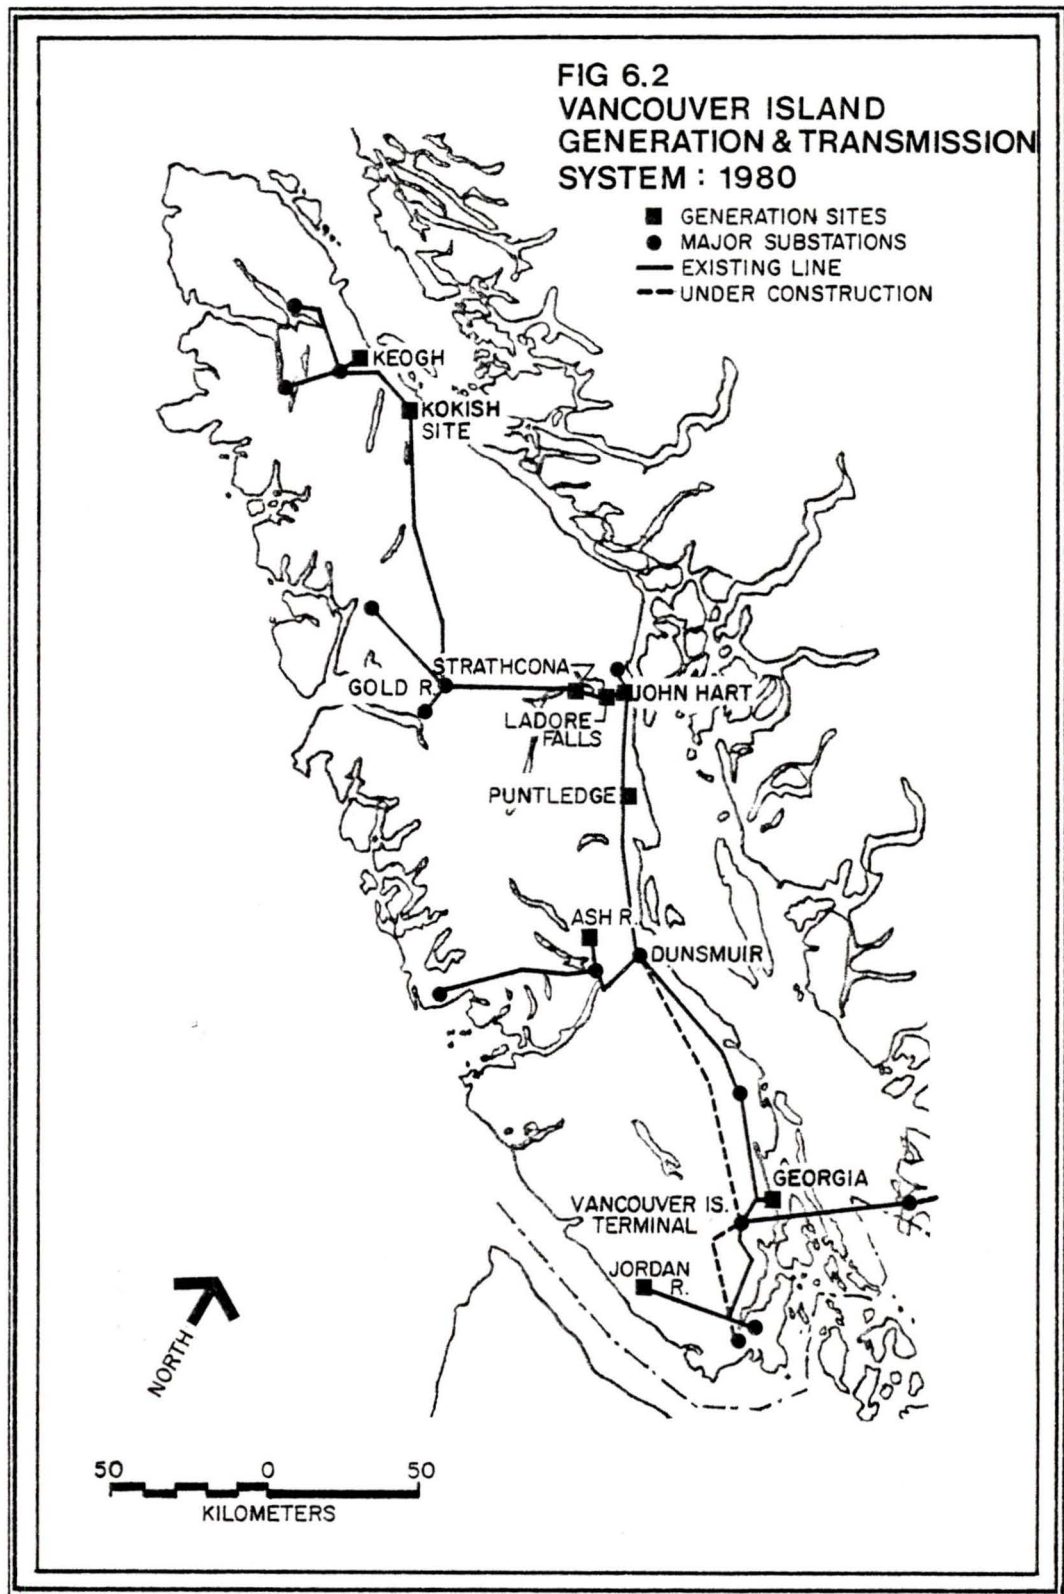 FIG 6.2
VANCOUVER ISLAND
GENERATION & TRANSMISSION
SYSTEM : 1980
GENERATION SITES
MAJOR SUBSTATIONS
EXISTING LINE
UNDER CONSTRUCTION
KEOGH
KOKISH
SITE
STRATHCONA
GOLD R.
JOHN HART
LADORE
FALLS
PUNTLEDGE
ASH R.
DUNSMUIR
GEORGIA
VANCOUVER IS.
TERMINAL
JORDAN
R.
NORTH
50 0 50
KILOMETERS